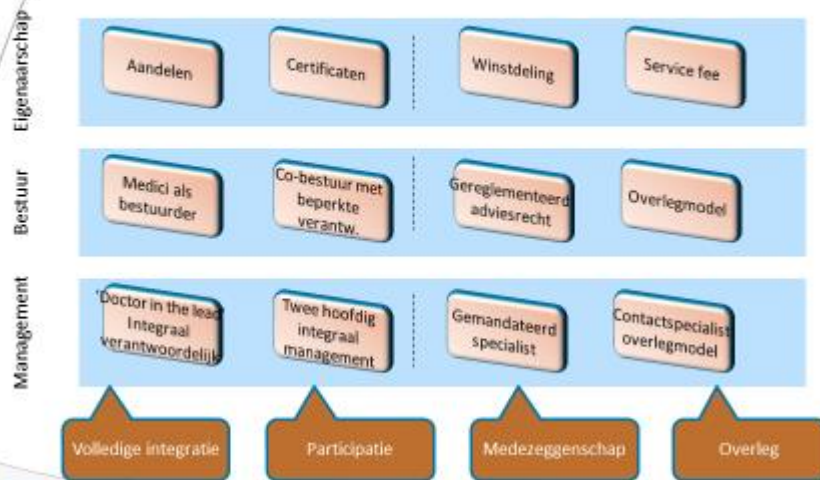 Eigenaarschap
Aandelen
Certificaten
Winstdeling
Service fee
Bestuur
Medici als
bestuurder
Co-bestuur met
beperkte
verantw.
Gereglementeerd
adviesrecht
Overlegmodel
Management
'Doctor in the lead'
Integraal
verantwoordelijk
Twee hoofdig
integraal
management
Gemandateerd
specialist
Contactspecialist
overlegmodel
Volledige integratie
Participatie
Medezeggenschap
Overleg